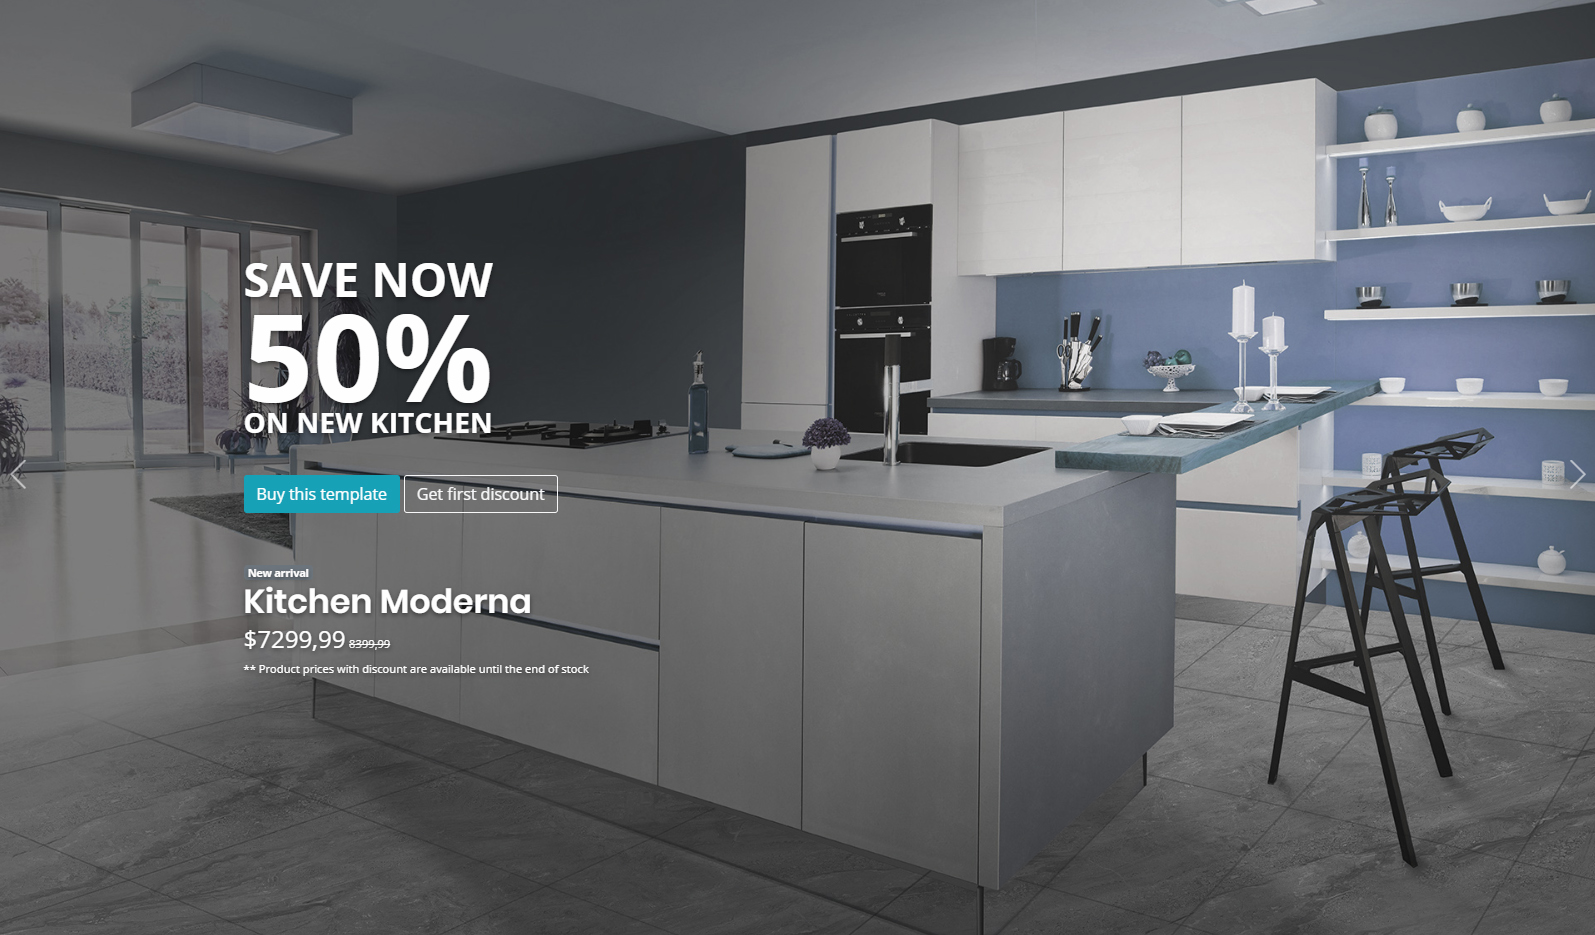 SAVE NOW
50%
ON NEW KITCHEN
Buy this template
Get first discount
New arrival
Kitchen Moderna
$7299,99 8399,99
** Product prices with discount are available until the end of stock